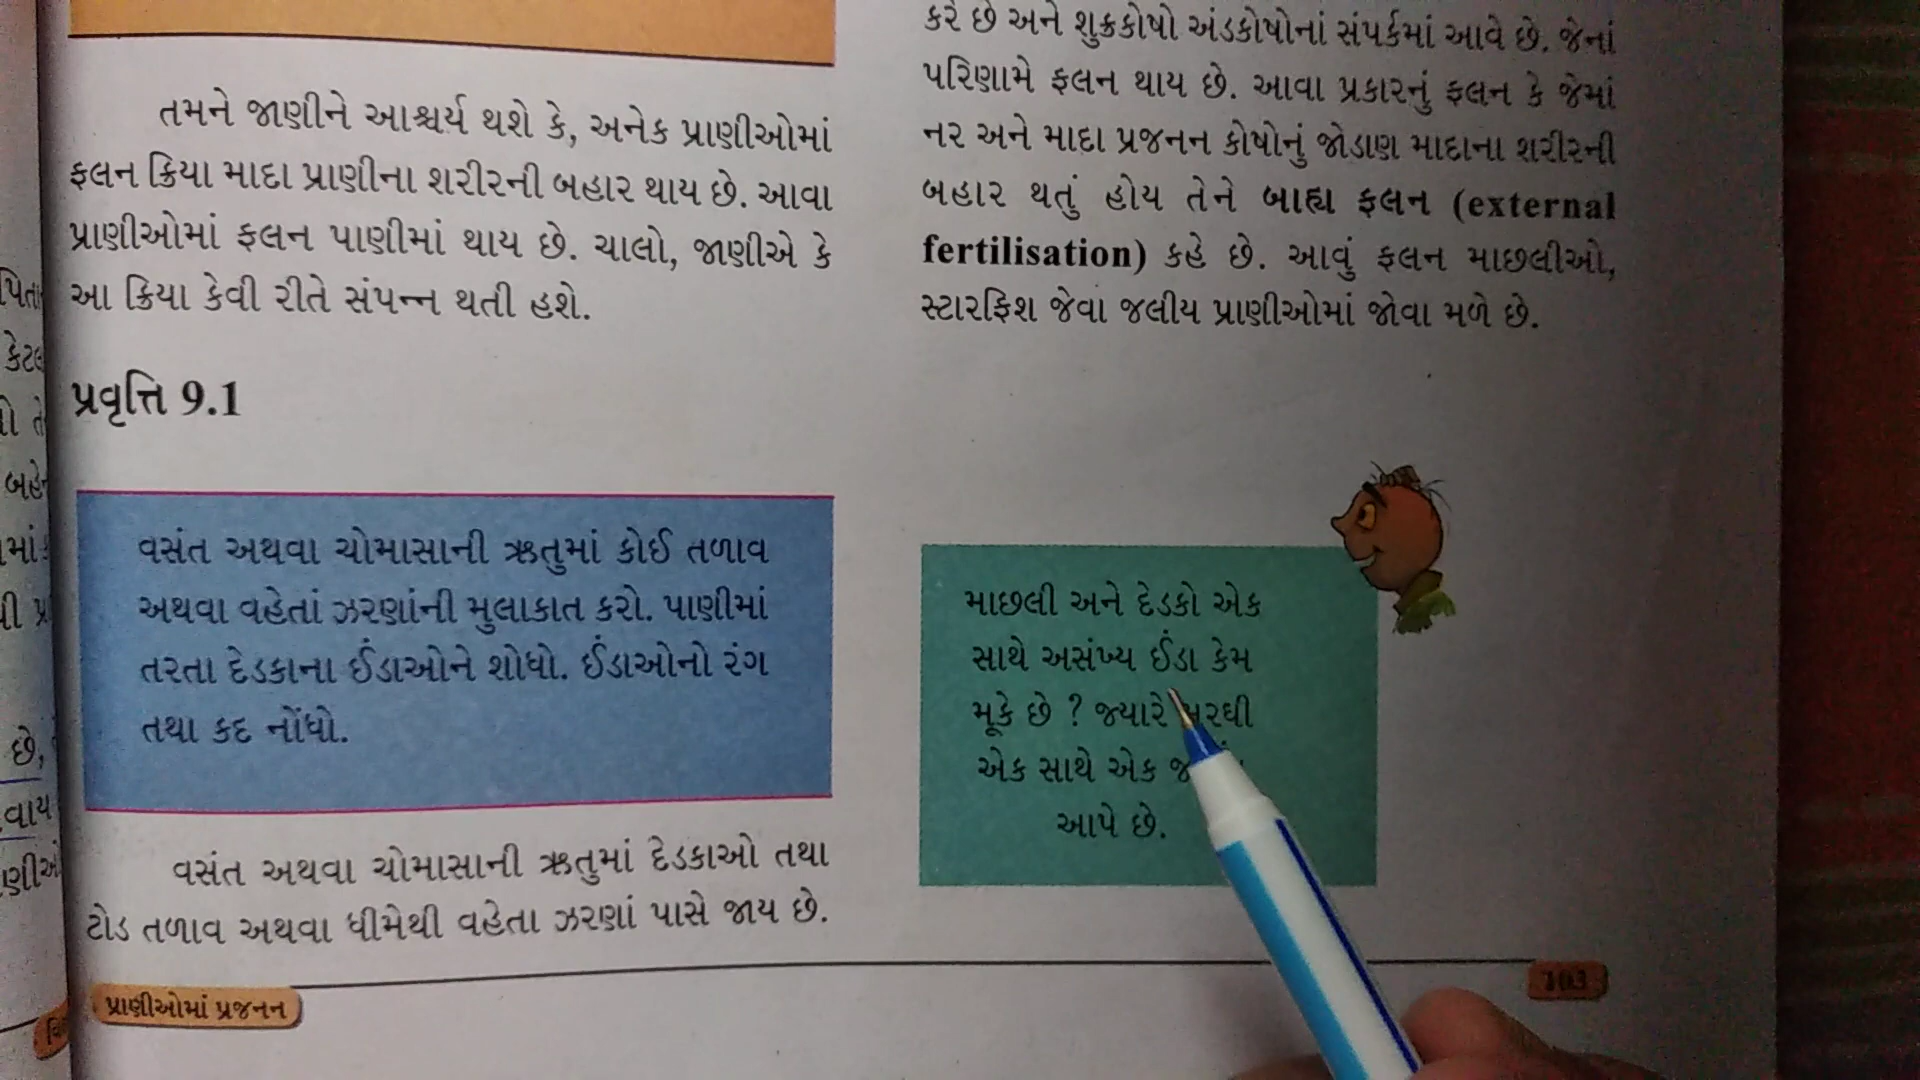 તમને જાણીને આશ્ચર્ય થશે કે, અનેક પ્રાણીઓમાં
ફલન ક્રિયા માદા પ્રાણીના શરીરની બહાર થાય છે. આવા
પ્રાણીઓમાં ફલન પાણીમાં થાય છે. ચાલો, જાણીએ કે
આ ક્રિયા કેવી રીતે સંપન્ન થતી હશે.
પ્રવૃત્તિ 9.1
વસંત અથવા ચોમાસાની ઋતુમાં કોઈ તળાવ
અથવા વહેતાં ઝરણાંની મુલાકાત કરો. પાણીમાં
તરતા દેડકાના ઈંડાઓને શોધો. ઈંડાઓનો રંગ
તથા કદ નોંધો.
વસંત અથવા ચોમાસાની ઋતુમાં દેડકાઓ તથા
ટોડ તળાવ અથવા ધીમેથી વહેતા ઝરણાં પાસે જાય છે.
કરે છે અને શુક્રકોષો અંડકોષોનાં સંપર્કમાં આવે છે. જેનાં
પરિણામે ફલન થાય છે. આવા પ્રકારનું ફલન કે જેમાં
નર અને માદા પ્રજનન કોષોનું જોડાણ માદાના શરીરની
બહાર થતું હોય તેને બાહ્ય ફલન (external
fertilisation) કહે છે. આવું ફલન માછલીઓ,
સ્ટારફિશ જેવા જલીય પ્રાણીઓમાં જોવા મળે છે.
માછલી અને દેડકો એક
સાથે અસંખ્ય ઈંડા કેમ
મૂકે છે ? જ્યારે મરઘી
એક સાથે એક
આપે છે.
પ્રાણીઓમાં પ્રજનન
103